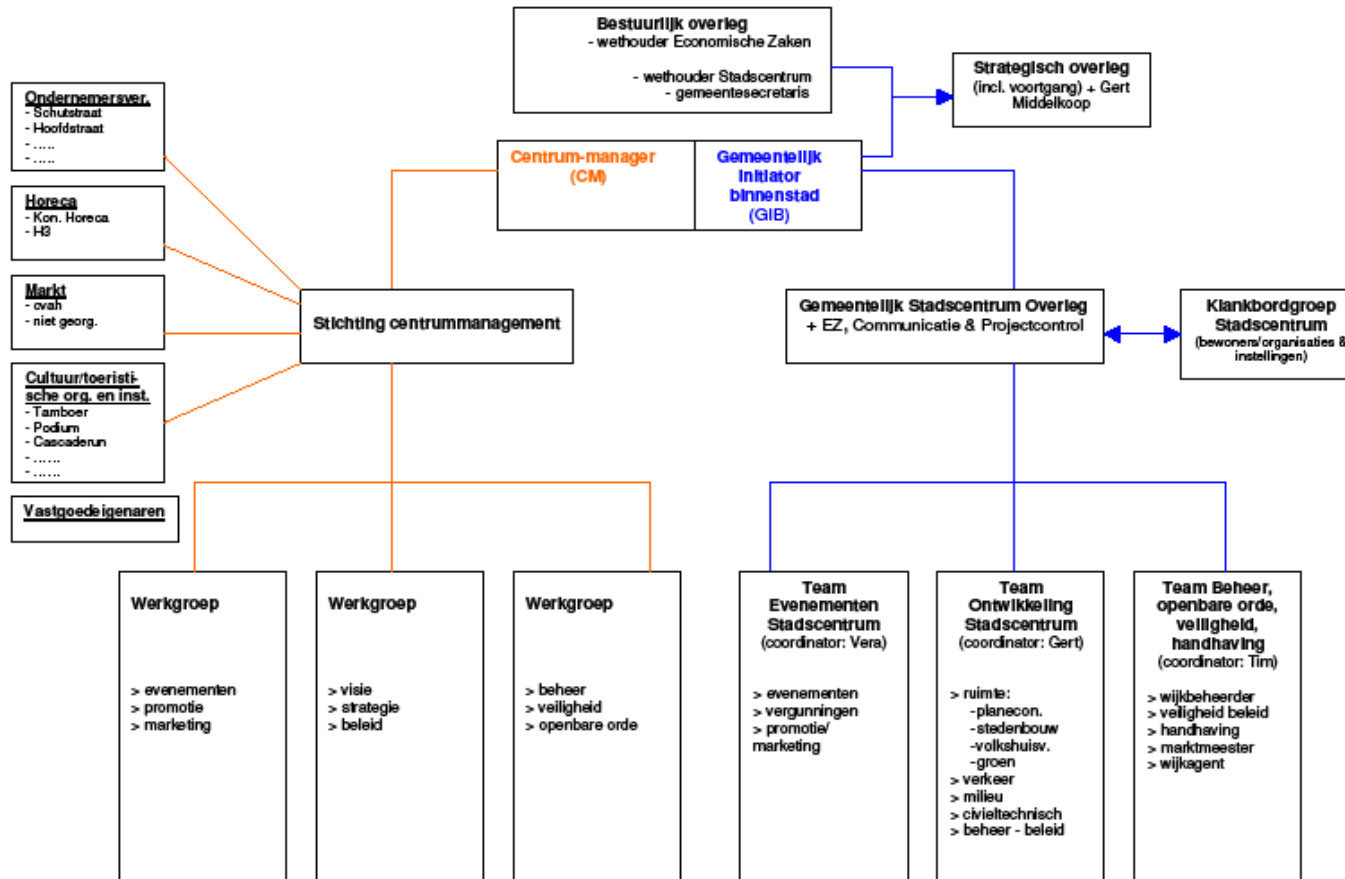 Bestuurlijk overleg
- wethouder Economische Zaken
- wethouder Stadscentrum
- gemeentesecretaris
Strategisch overleg
(incl. voortgang) + Gert
Middelkoop
Ondernemersver.
- Schutstraat
- Hoofdstraat
- .....
- .....
Centrum-manager
(CM)
Gemeentelijk
Initiator
binnenstad
(GIB)
Horeca
- Kon. Horeca
- H3
Markt
- cvah
- niet georg.
Stichting centrummanagement
Gemeentelijk Stadscentrum Overleg
+ EZ, Communicatie & Projectcontrol
Klankbordgroep
Stadscentrum
(bewoners/organisaties &
instellingen)
Cultuur/toeristi-
sche org. en inst.
- Tamboer
- Podium
- Cascaderun
- ......
- ......
Vastgoedeigenaren
Werkgroep
> evenementen
> promotie
> marketing
Werkgroep
> visie
> strategie
> beleid
Werkgroep
> beheer
> veiligheid
> openbare orde
Team
Evenementen
Stadscentrum
(coordinator: Vera)
> evenementen
> vergunningen
> promotie/
marketing
Team
Ontwikkeling
Stadscentrum
(coordinator: Gert)
> ruimte:
-planecon.
-stedenbouw
-volkshuisv.
-groen
> verkeer
> milieu
> civieltechnisch
> beheer - beleid
Team Beheer,
openbare orde,
veiligheid,
handhaving
(coordinator: Tim)
> wijkbeheerder
> veiligheid beleid
> handhaving
> marktmeester
> wijkagent